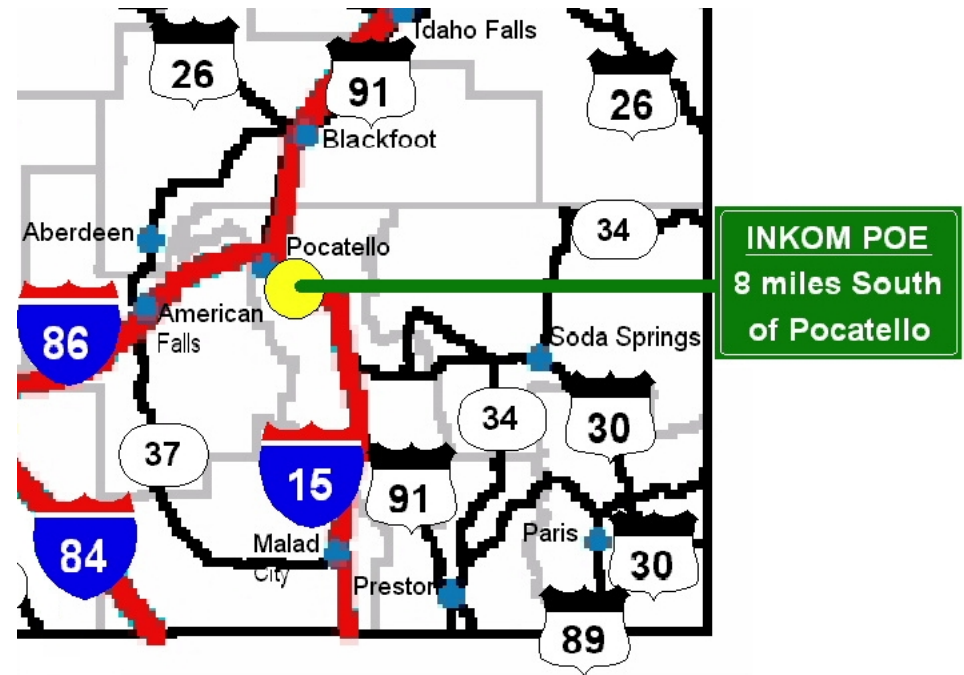 Idaho Falls
26
91
26
Blackfoot
Aberdeen
Pocatello
34
INKOM POE
8 miles South
of Pocatello
American
Falls
86
Soda Springs
34
30
37
15
91
84
Malad
City
Paris
30
Preston
89